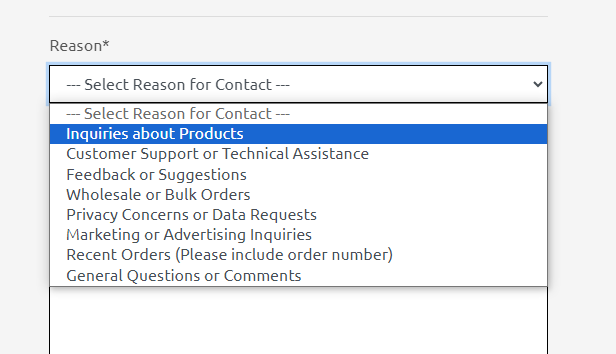 Reason*
--- Select Reason for Contact ---
--- Select Reason for Contact ---
Inquiries about Products
Customer Support or Technical Assistance
Feedback or Suggestions
Wholesale or Bulk Orders
Privacy Concerns or Data Requests
Marketing or Advertising Inquiries
Recent Orders (Please include order number)
General Questions or Comments